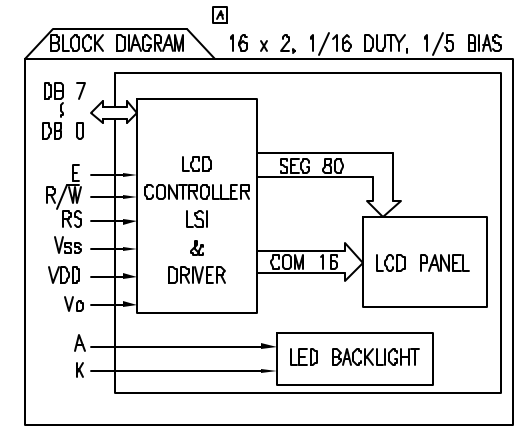 A
BLOCK DIAGRAM
16 x 2, 1/16 DUTY, 1/5 BIAS
DB 7
~
DB 0
E
R/W̅
RS
Vss
VDD
Vo
A
K
LCD
CONTROLLER
LSI
&
DRIVER
SEG 80
COM 16
LCD PANEL
LED BACKLIGHT